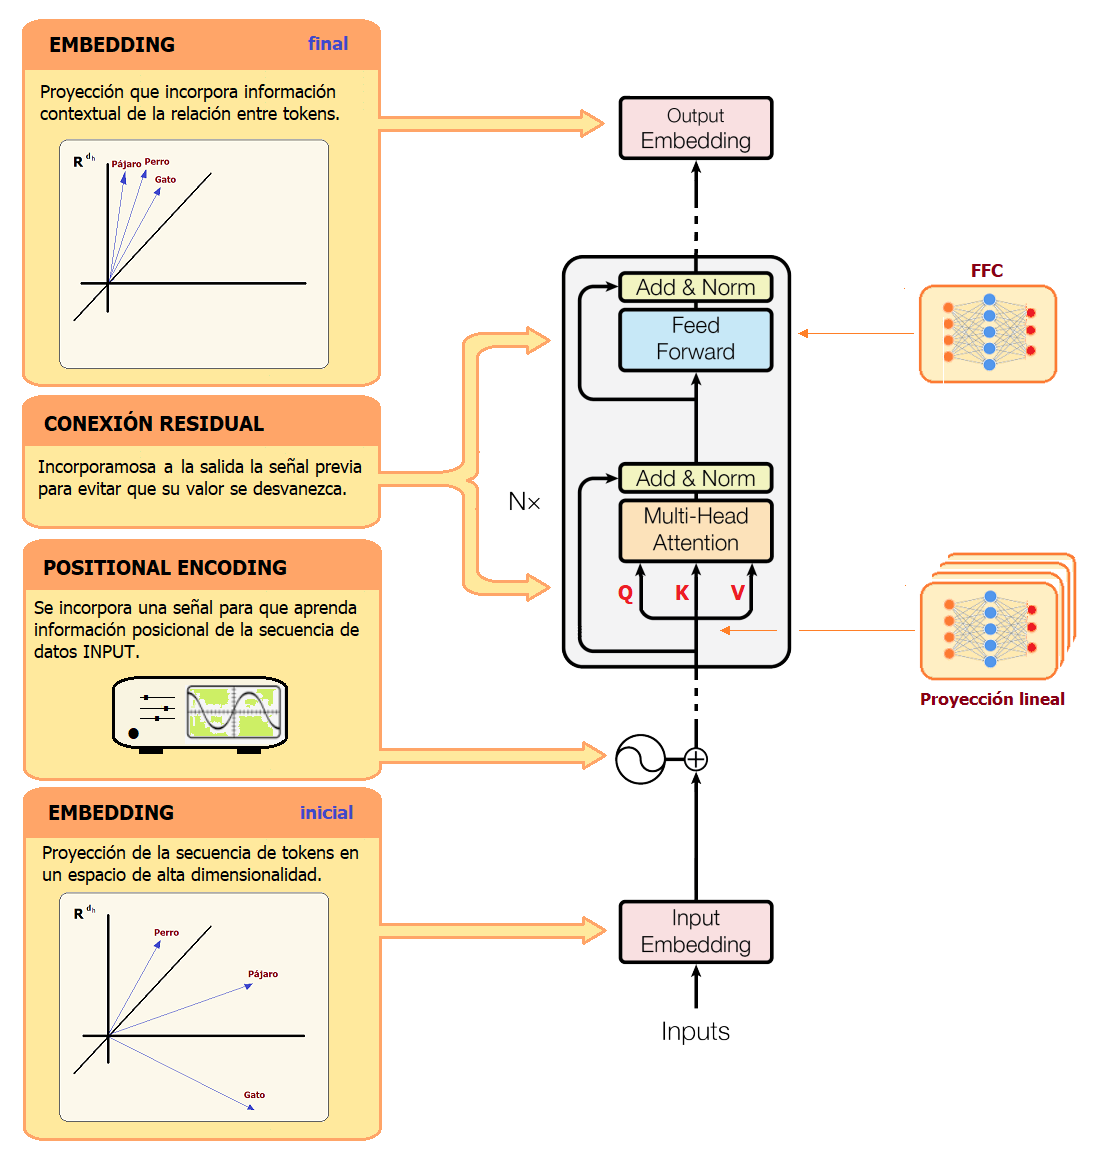 EMBEDDING final
Proyección que incorpora información
contextual de la relación entre tokens.
R dh
Pájaro Perro
Gato
CONEXIÓN RESIDUAL
Incorporamosa a la salida la señal previa
para evitar que su valor se desvanezca.
POSITIONAL ENCODING
Se incorpora una señal para que aprenda
información posicional de la secuencia de
datos INPUT.
EMBEDDING inicial
Proyección de la secuencia de tokens en
un espacio de alta dimensionalidad.
R dh
Perro
Pájaro
Gato
Output
Embedding
Add & Norm
Feed
Forward
Add & Norm
Nx
Multi-Head
Attention
Q K V
Input
Embedding
Inputs
FFC
Proyección lineal